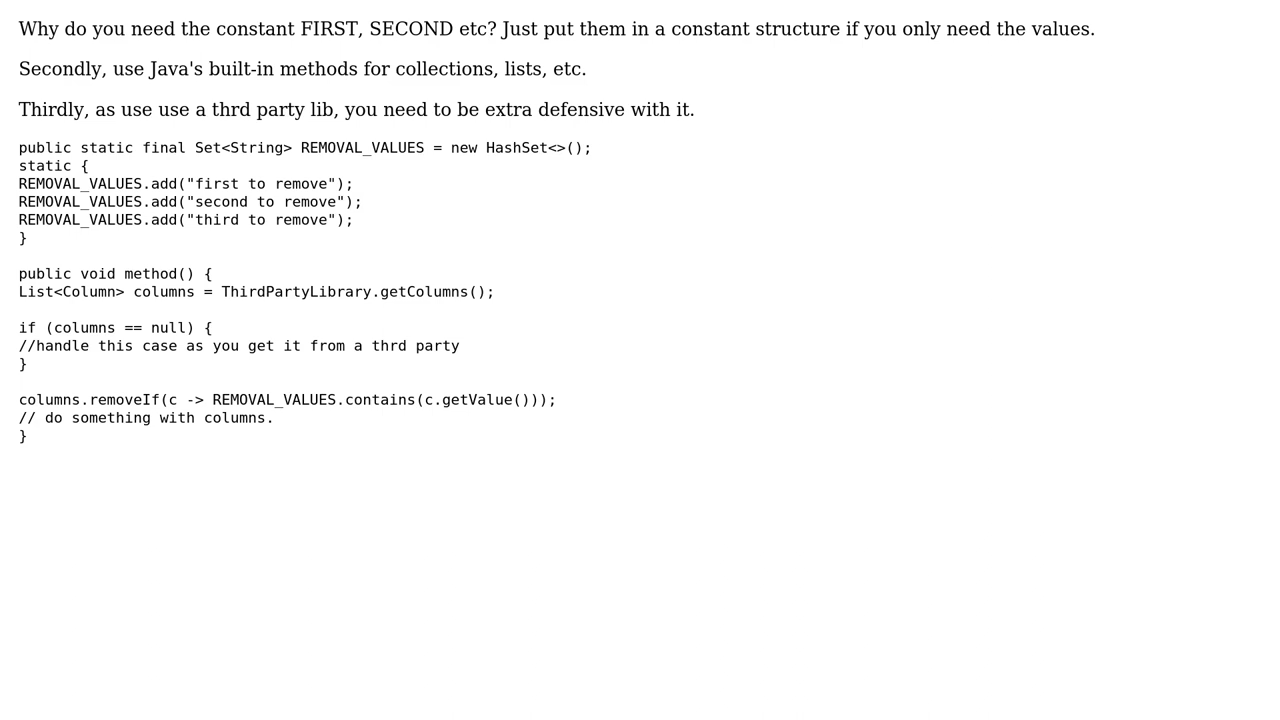 Why do you need the constant FIRST, SECOND etc? Just put them in a constant structure if you only need the values.
Secondly, use Java's built-in methods for collections, lists, etc.
Thirdly, as use use a thrd party lib, you need to be extra defensive with it.
public static final Set<String> REMOVAL_VALUES = new HashSet<>();
static {
REMOVAL_VALUES.add("first to remove");
REMOVAL_VALUES.add("second to remove");
REMOVAL_VALUES.add("third to remove");
}
public void method() {
List<Column> columns = ThirdPartyLibrary.getColumns();
if (columns == null) {
//handle this case as you get it from a thrd party
}
columns.removeIf(c -> REMOVAL_VALUES.contains(c.getValue()));
// do something with columns.
}